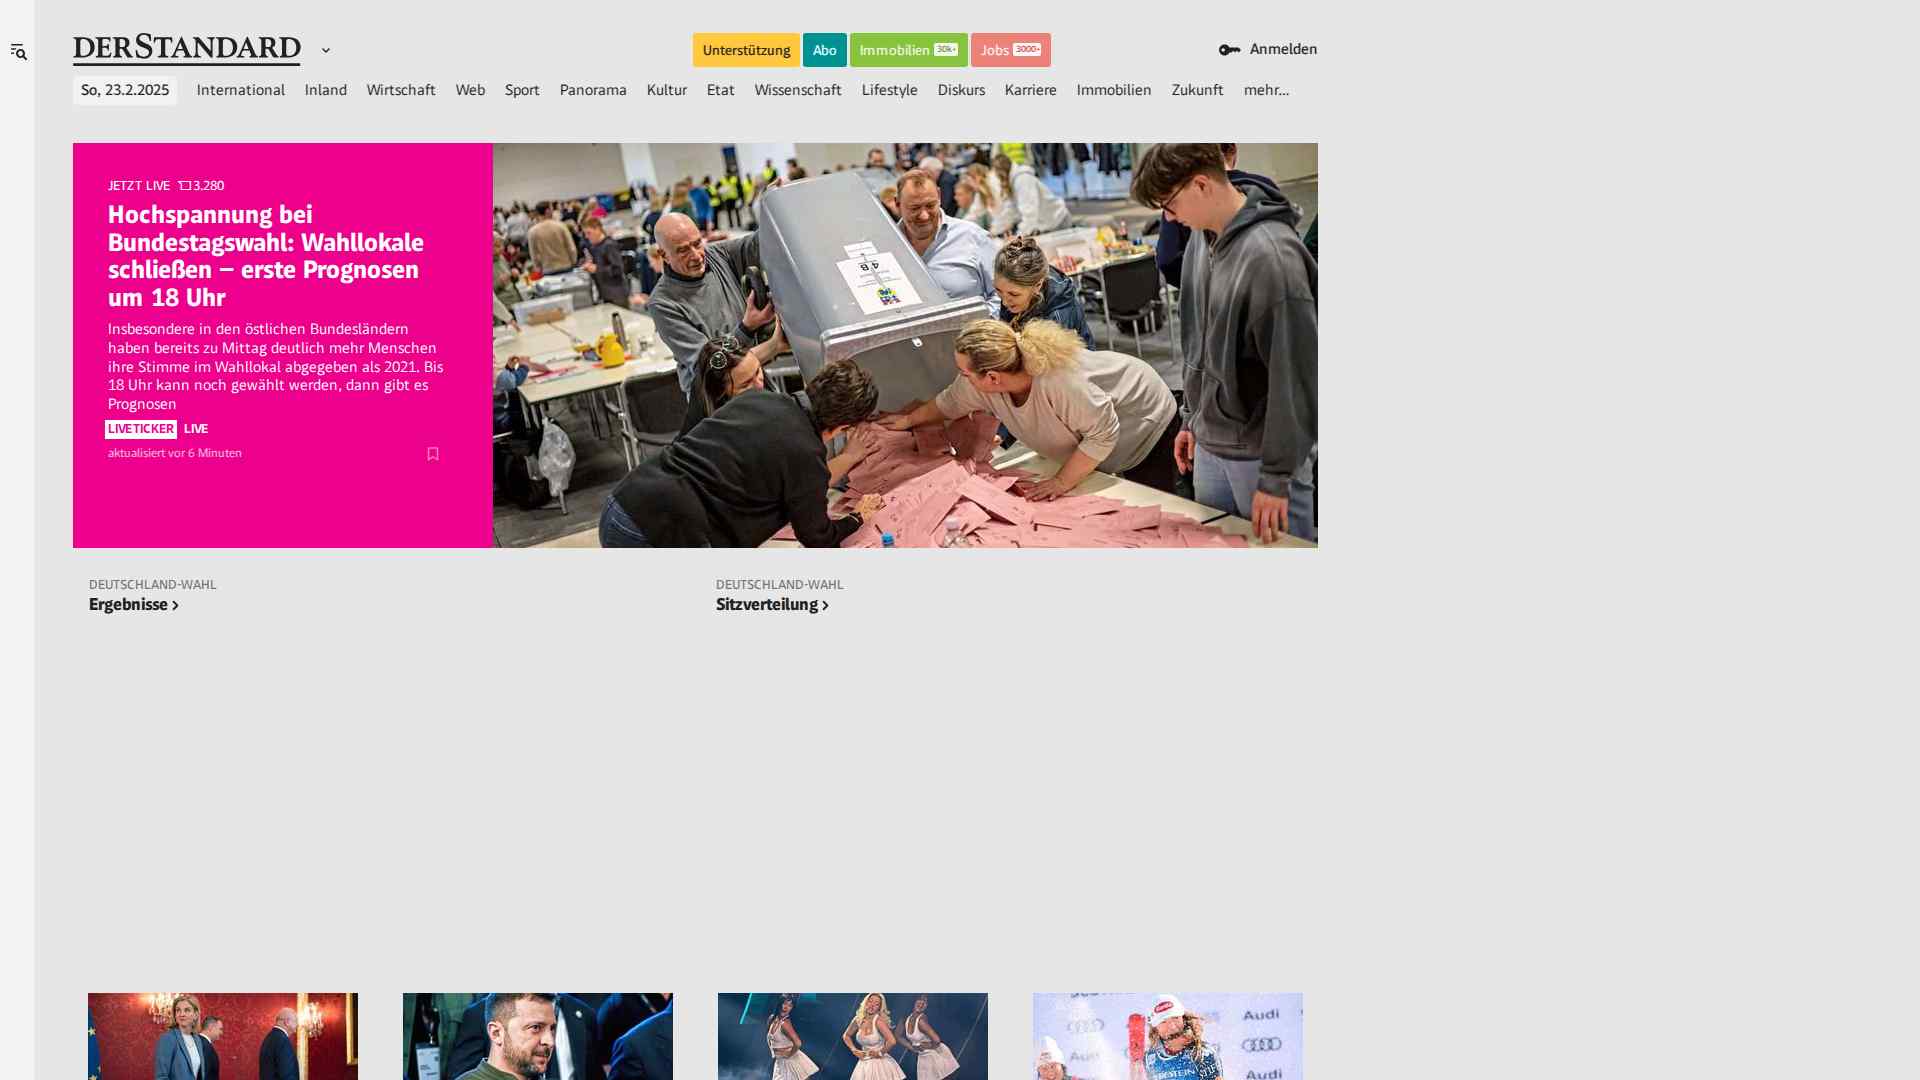 DERSTANDARD
Unterstützung
Abo
Immobilien 30k+
Jobs 3000+
Anmelden
So, 23.2.2025
International
Inland
Wirtschaft
Web
Sport
Panorama
Kultur
Etat
Wissenschaft
Lifestyle
Diskurs
Karriere
Immobilien
Zukunft
mehr…
JETZT LIVE 3.280
Hochspannung bei
Bundestagswahl: Wahllokale
schließen – erste Prognosen
um 18 Uhr
Insbesondere in den östlichen Bundesländern
haben bereits zu Mittag deutlich mehr Menschen
ihre Stimme im Wahllokal abgegeben als 2021. Bis
18 Uhr kann noch gewählt werden, dann gibt es
Prognosen
LIVETICKER LIVE
aktualisiert vor 6 Minuten
4B
DEUTSCHLAND-WAHL
Ergebnisse
DEUTSCHLAND-WAHL
Sitzverteilung
Audi
Audi
Audi